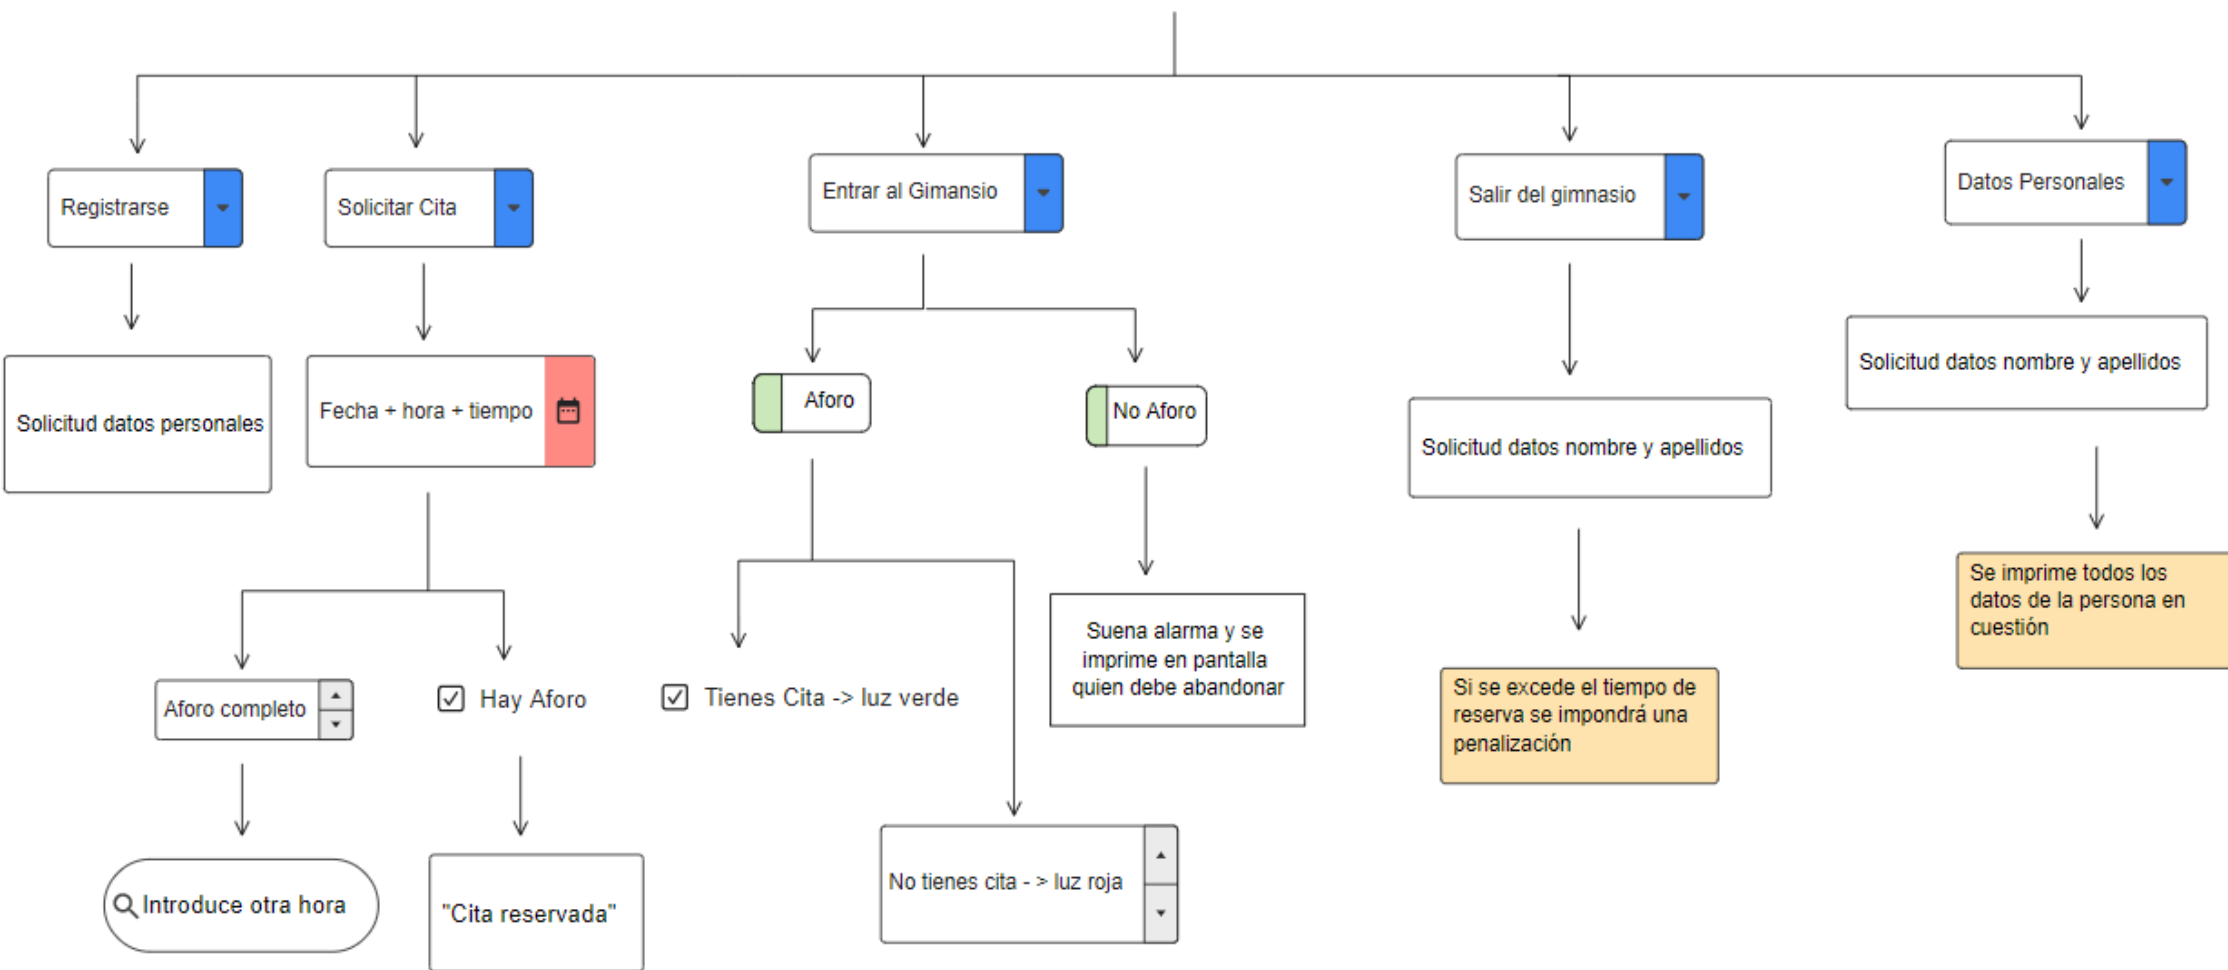 Registrarse
Solicitar Cita
Entrar al Gimansio
Salir del gimnasio
Datos Personales
Solicitud datos personales
Fecha + hora + tiempo
Aforo
No Aforo
Solicitud datos nombre y apellidos
Solicitud datos nombre y apellidos
Aforo completo
Hay Aforo
Tienes Cita -> luz verde
Suena alarma y se
imprime en pantalla
quien debe abandonar
Si se excede el tiempo de
reserva se impondrá una
penalización
Se imprime todos los
datos de la persona en
cuestión
Introduce otra hora
"Cita reservada"
No tienes cita - > luz roja